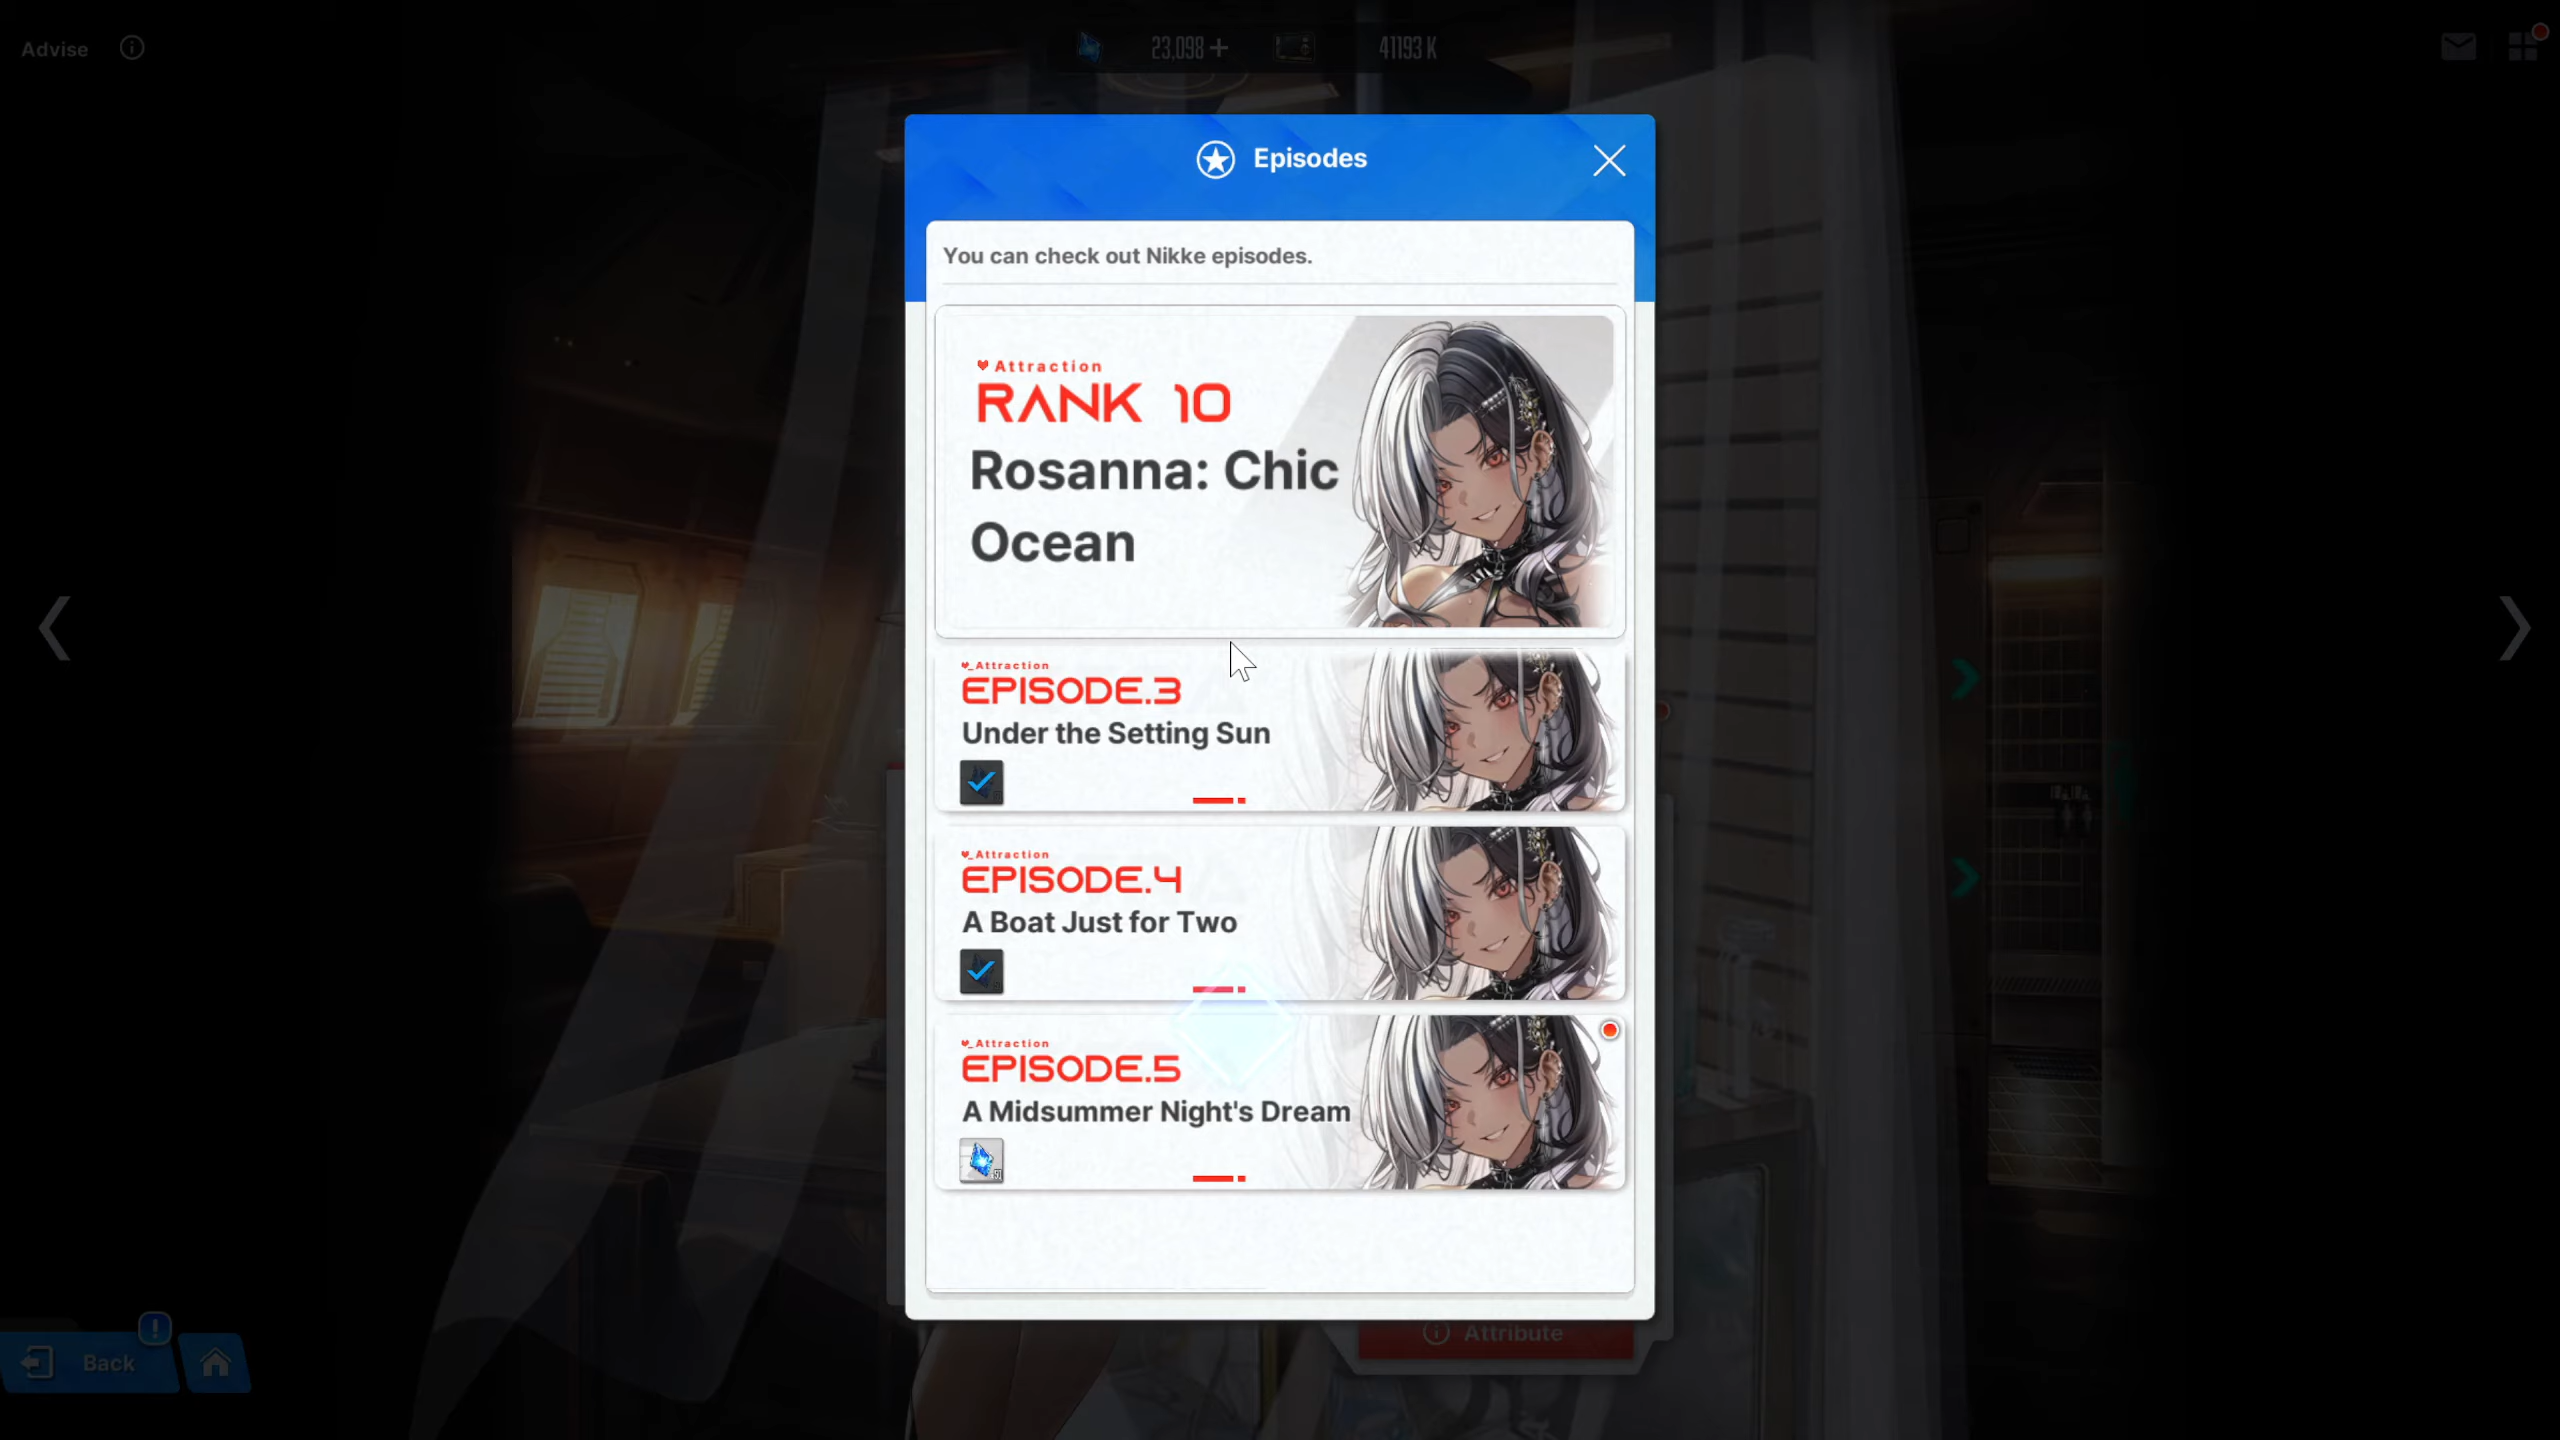 Advise
23,098 +
41193 K
Episodes
You can check out Nikke episodes.
Attraction
RANK 10
Rosanna: Chic
Ocean
Attraction
EPISODE.3
Under the Setting Sun
Attraction
EPISODE.4
A Boat Just for Two
Attraction
EPISODE.5
A Midsummer Night's Dream
Attribute
Back